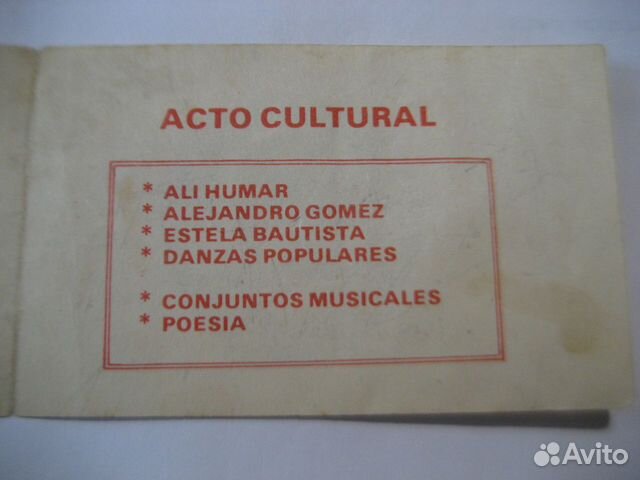 ACTO CULTURAL
* ALI HUMAR
* ALEJANDRO GOMEZ
* ESTELA BAUTISTA
* DANZAS POPULARES
* CONJUNTOS MUSICALES
* POESIA
Avito